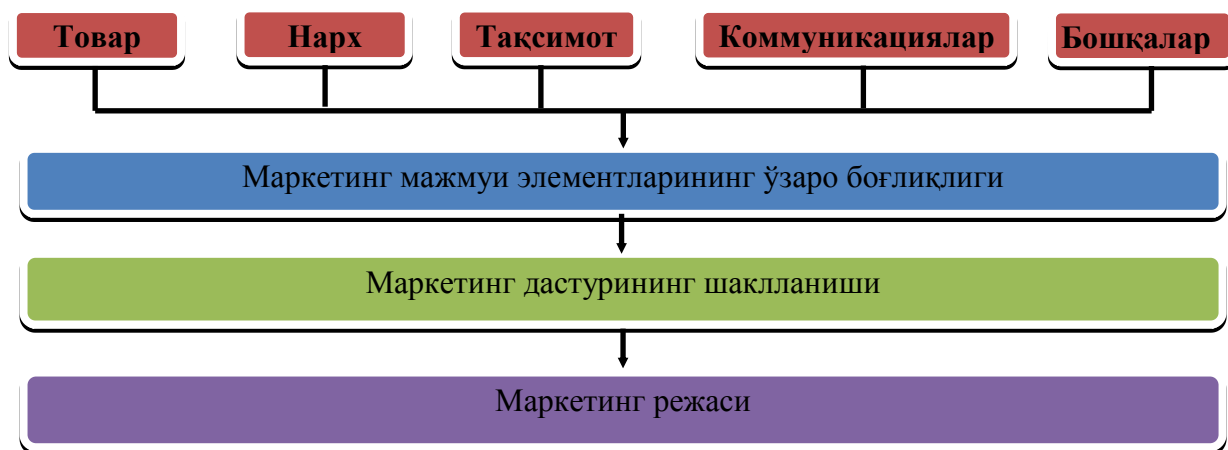 Товар Нарх Тақсимот Коммуникациялар Бошқалар
Маркетинг мажмуи элементларининг ўзаро боғлиқлиги
Маркетинг дастурининг шаклланиши
Маркетинг режаси